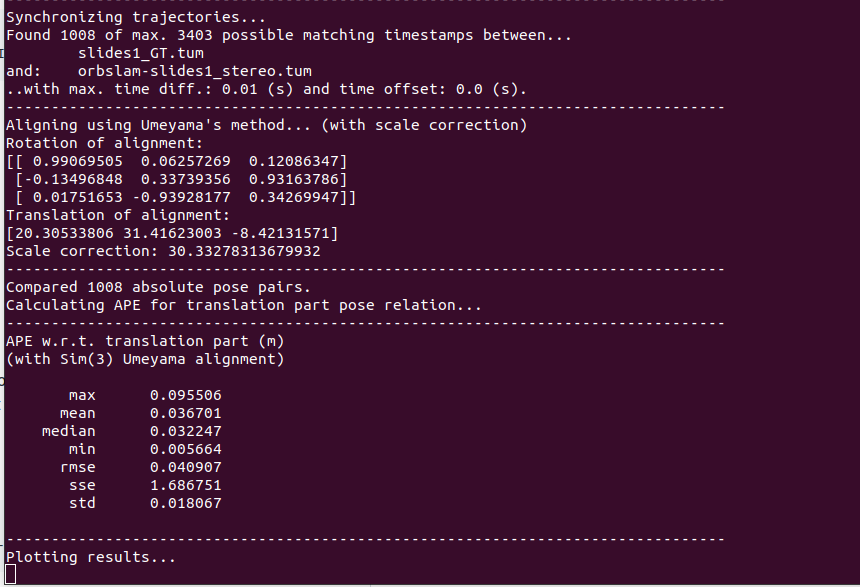 Synchronizing trajectories...
Found 1008 of max. 3403 possible matching timestamps between...
slides1_GT.tum
and: orbslam-slides1_stereo.tum
..with max. time diff.: 0.01 (s) and time offset: 0.0 (s).
--------------------------------------------------------------------------------
Aligning using Umeyama's method... (with scale correction)
Rotation of alignment:
[[ 0.99069505 0.06257269 0.12086347]
[-0.13496848 0.33739356 0.93163786]
[ 0.01751653 -0.93928177 0.34269947]]
Translation of alignment:
[20.30533806 31.41623003 -8.42131571]
Scale correction: 30.33278313679932
--------------------------------------------------------------------------------
Compared 1008 absolute pose pairs.
Calculating APE for translation part pose relation...
--------------------------------------------------------------------------------
APE w.r.t. translation part (m)
(with Sim(3) Umeyama alignment)
max 0.095506
mean 0.036701
median 0.032247
min 0.005664
rmse 0.040907
sse 1.686751
std 0.018067
--------------------------------------------------------------------------------
Plotting results...